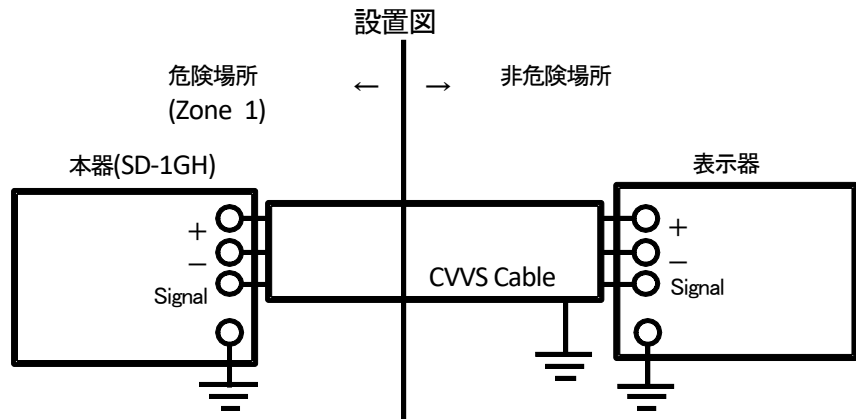 設置図
危険場所
(Zone 1)
← →
非危険場所
本器(SD-1GH)
表示器
+
−
Signal
CVVS Cable
+
−
Signal